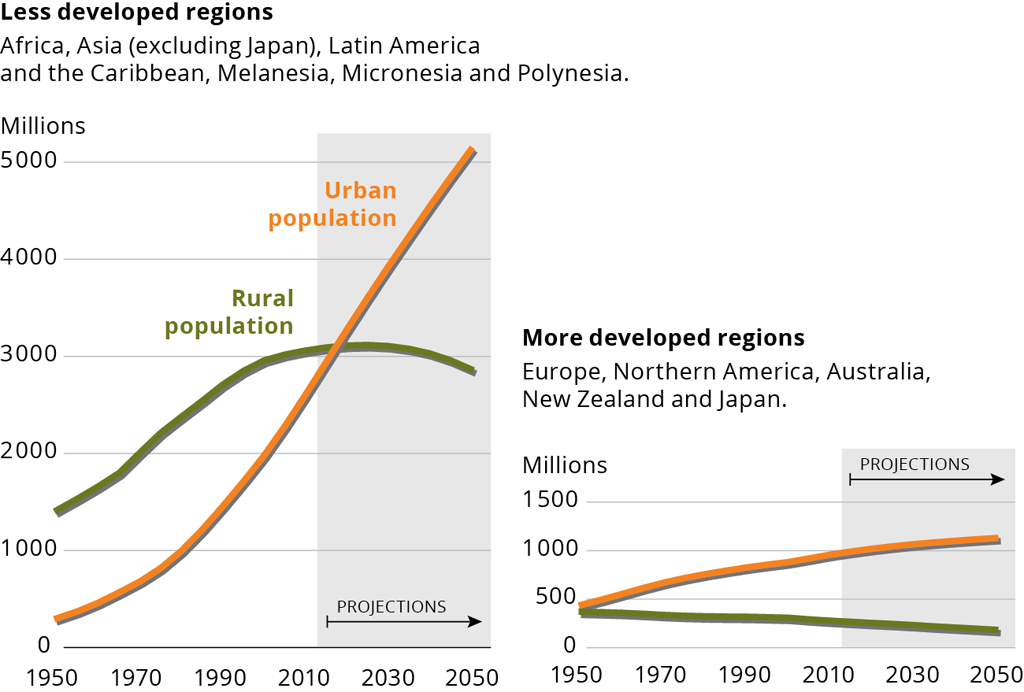 Less developed regions
Africa, Asia (excluding Japan), Latin America
and the Caribbean, Melanesia, Micronesia and Polynesia.
Millions
5000
Urban
population
4000
Rural
population
3000
2000
1000
PROJECTIONS
0
1950 1970 1990 2010 2030 2050
More developed regions
Europe, Northern America, Australia,
New Zealand and Japan.
Millions
PROJECTIONS
1500
1000
500
0
1950 1970 1990 2010 2030 2050